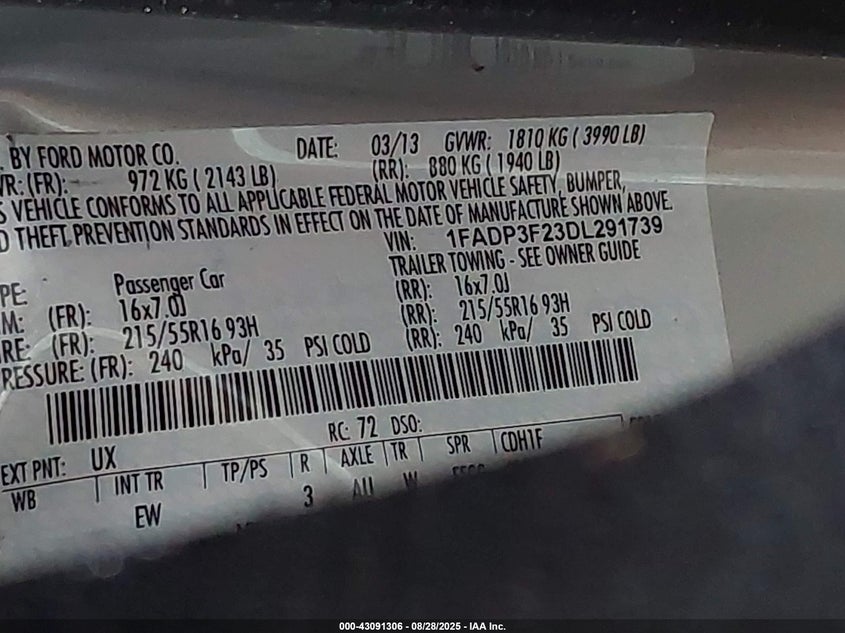 . BY FORD MOTOR CO. DATE: 03/13 GVWR: 1810 KG ( 3990 LB)
WR: (FR): 972 KG ( 2143 LB) (RR): 880 KG ( 1940 LB)
S VEHICLE CONFORMS TO ALL APPLICABLE FEDERAL MOTOR VEHICLE SAFETY, BUMPER,
D THEFT PREVENTION STANDARDS IN EFFECT ON THE DATE OF MANUFACTURE SHOWN ABOVE.
VIN: 1FADP3F23DL291739
TRAILER TOWING - SEE OWNER GUIDE
PE: Passenger Car
M: (FR): 16x7.0J (RR): 16x7.0J
RE: (FR): 215/55R16 93H (RR): 215/55R16 93H
RESSURE: (FR): 240 kPa/ 35 PSI COLD (RR): 240 kPa/ 35 PSI COLD
RC: 72 DSO:
EXT PNT: UX
WB INT TR TP/PS R AXLE TR SPR CDH1F
EW 3 W
000-43091306 - 08/28/2025 - IAA Inc.